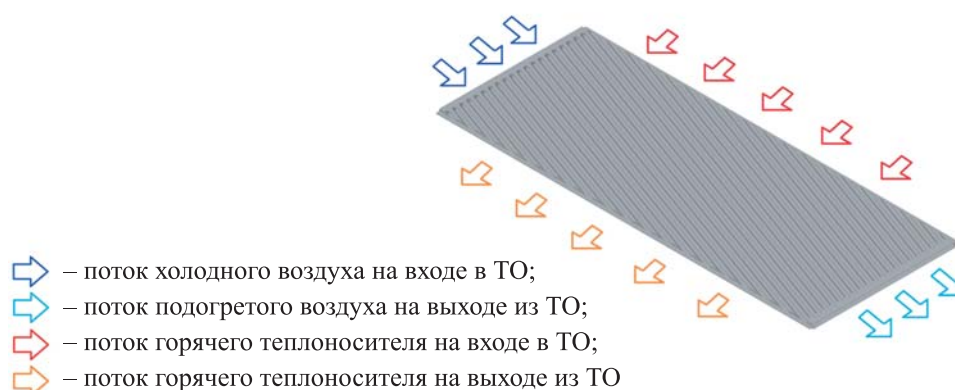 – поток холодного воздуха на входе в ТО;
– поток подогретого воздуха на выходе из ТО;
– поток горячего теплоносителя на входе в ТО;
– поток горячего теплоносителя на выходе из ТО